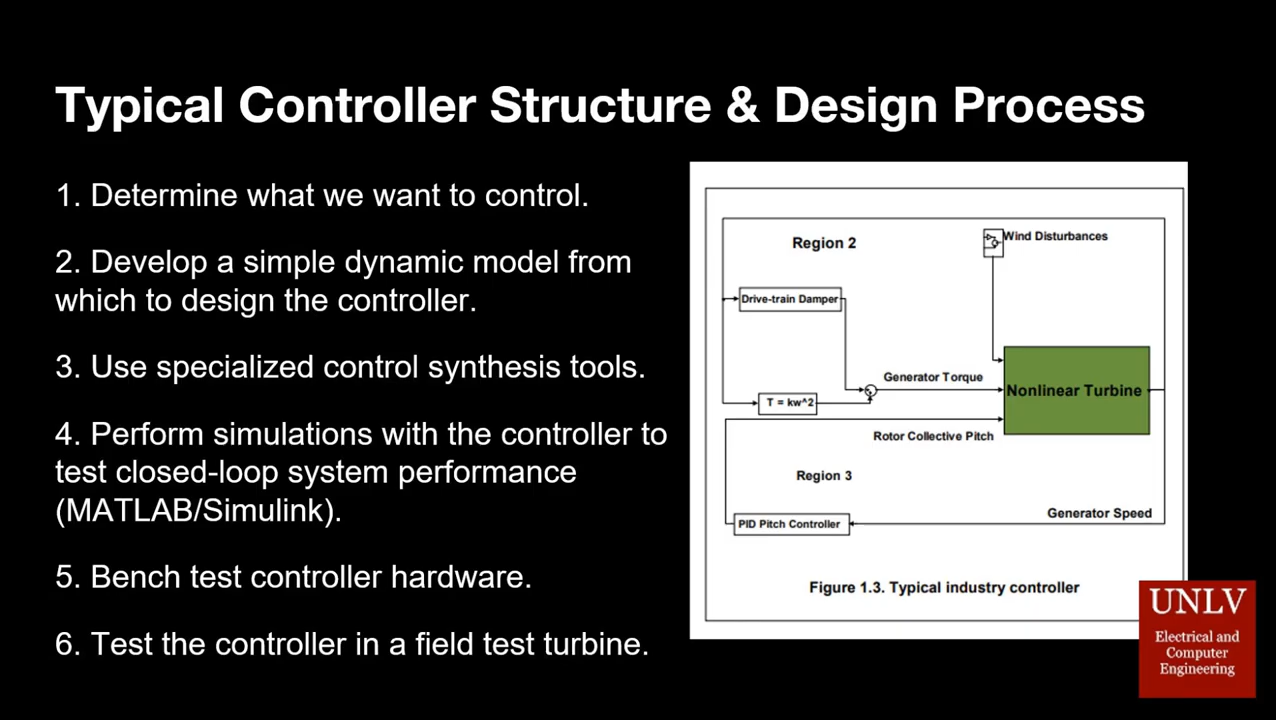 Typical Controller Structure & Design Process
1. Determine what we want to control.
2. Develop a simple dynamic model from
which to design the controller.
3. Use specialized control synthesis tools.
4. Perform simulations with the controller to
test closed-loop system performance
(MATLAB/Simulink).
5. Bench test controller hardware.
6. Test the controller in a field test turbine.
Region 2
Wind Disturbances
Drive-train Damper
Generator Torque
Nonlinear Turbine
T = kw^2
Rotor Collective Pitch
Region 3
Generator Speed
PID Pitch Controller
Figure 1.3. Typical industry controller
UNLV
Electrical and
Computer
Engineering